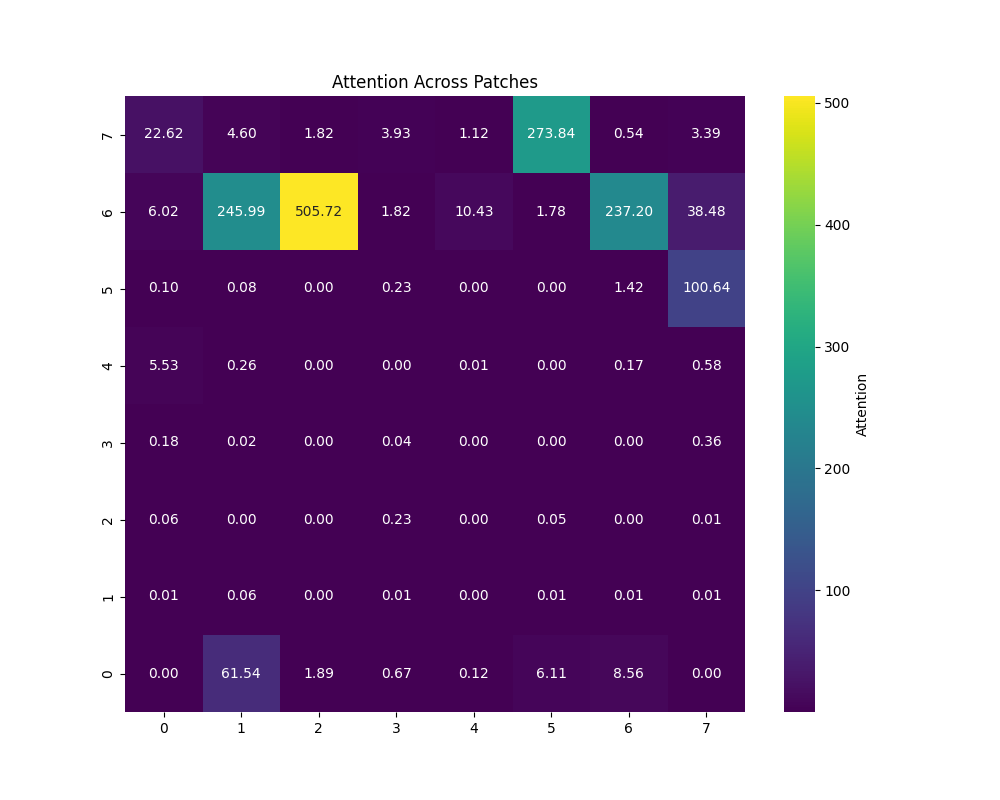 Attention Across Patches
7 22.62 4.60 1.82 3.93 1.12 273.84 0.54 3.39
6 6.02 245.99 505.72 1.82 10.43 1.78 237.20 38.48
5 0.10 0.08 0.00 0.23 0.00 0.00 1.42 100.64
4 5.53 0.26 0.00 0.00 0.01 0.00 0.17 0.58
3 0.18 0.02 0.00 0.04 0.00 0.00 0.00 0.36
2 0.06 0.00 0.00 0.23 0.00 0.05 0.00 0.01
1 0.01 0.06 0.00 0.01 0.00 0.01 0.01 0.01
0 0.00 61.54 1.89 0.67 0.12 6.11 8.56 0.00
0 1 2 3 4 5 6 7
500
400
300
200
100
Attention